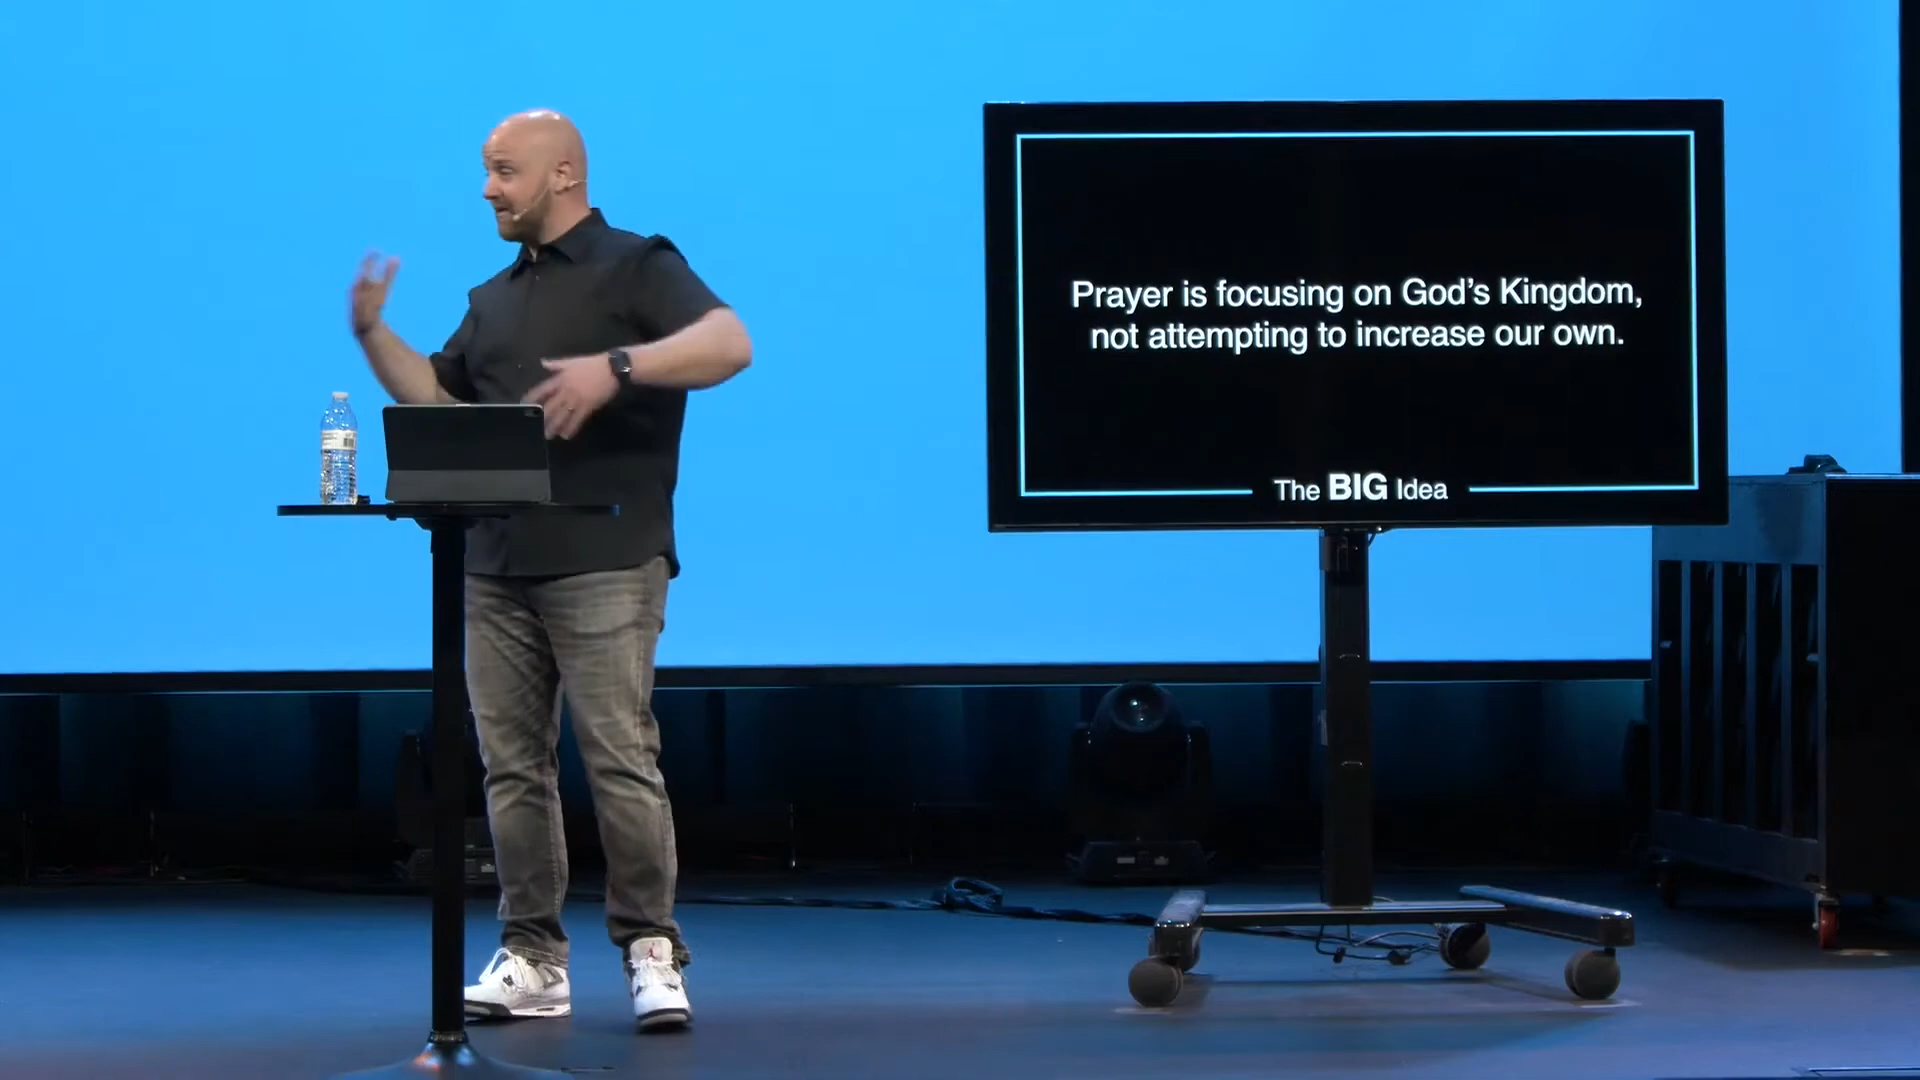 Prayer is focusing on God's Kingdom,
not attempting to increase our own.
The BIG Idea